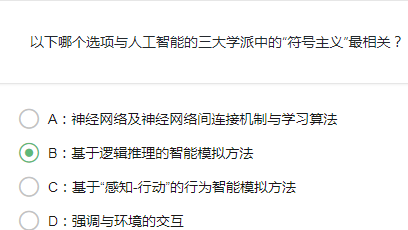 以下哪个选项与人工智能的三大学派中的“符号主义”最相关？
A：神经网络及神经网络间连接机制与学习算法
B：基于逻辑推理的智能模拟方法
C：基于“感知-行动”的行为智能模拟方法
D：强调与环境的交互